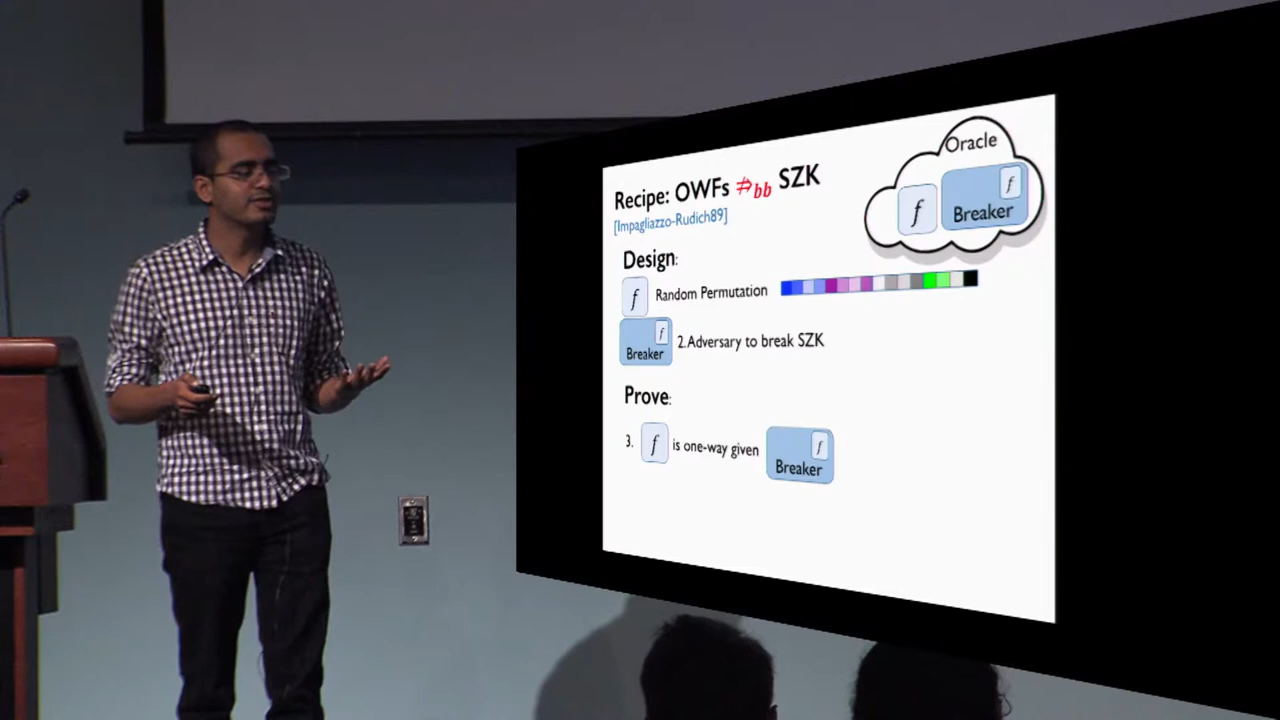 Oracle
f
f
Breaker
Recipe: OWFs ⇏bb SZK
[Impagliazzo-Rudich89]
Design:
f Random Permutation
f
Breaker
2. Adversary to break SZK
Prove:
3. f is one-way given
f
Breaker